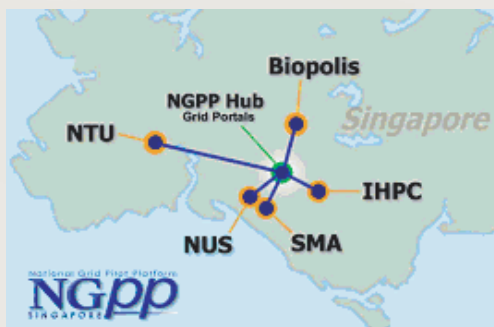 Biopolis
NGPP Hub
Grid Portals
Singapore
NTU
IHPC
NUS
SMA
National Grid Pilot Platform
NGpp
SINGAPORE